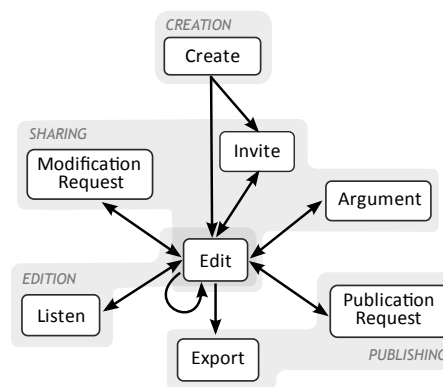 CREATION
Create
SHARING
Modification
Request
Invite
Argument
Edit
EDITION
Listen
Publication
Request
Export
PUBLISHING